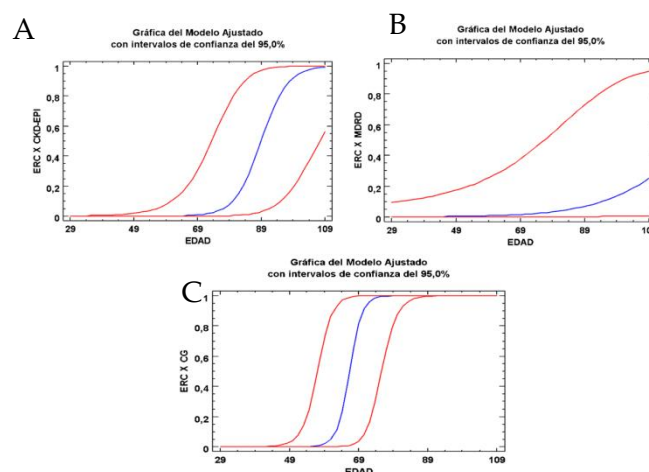 A
Gráfica del Modelo Ajustado
con intervalos de confianza del 95,0%
ERC X CKD-EPI
1
0,8
0,6
0,4
0,2
0
29 49 69 89 109
EDAD
B
Gráfica del Modelo Ajustado
con intervalos de confianza del 95,0%
ERC X MDRD
1
0,8
0,6
0,4
0,2
0
29 49 69 89 10
EDAD
C
Gráfica del Modelo Ajustado
con intervalos de confianza del 95,0%
ERC X CG
1
0,8
0,6
0,4
0,2
0
29 49 69 89 109
EDAD